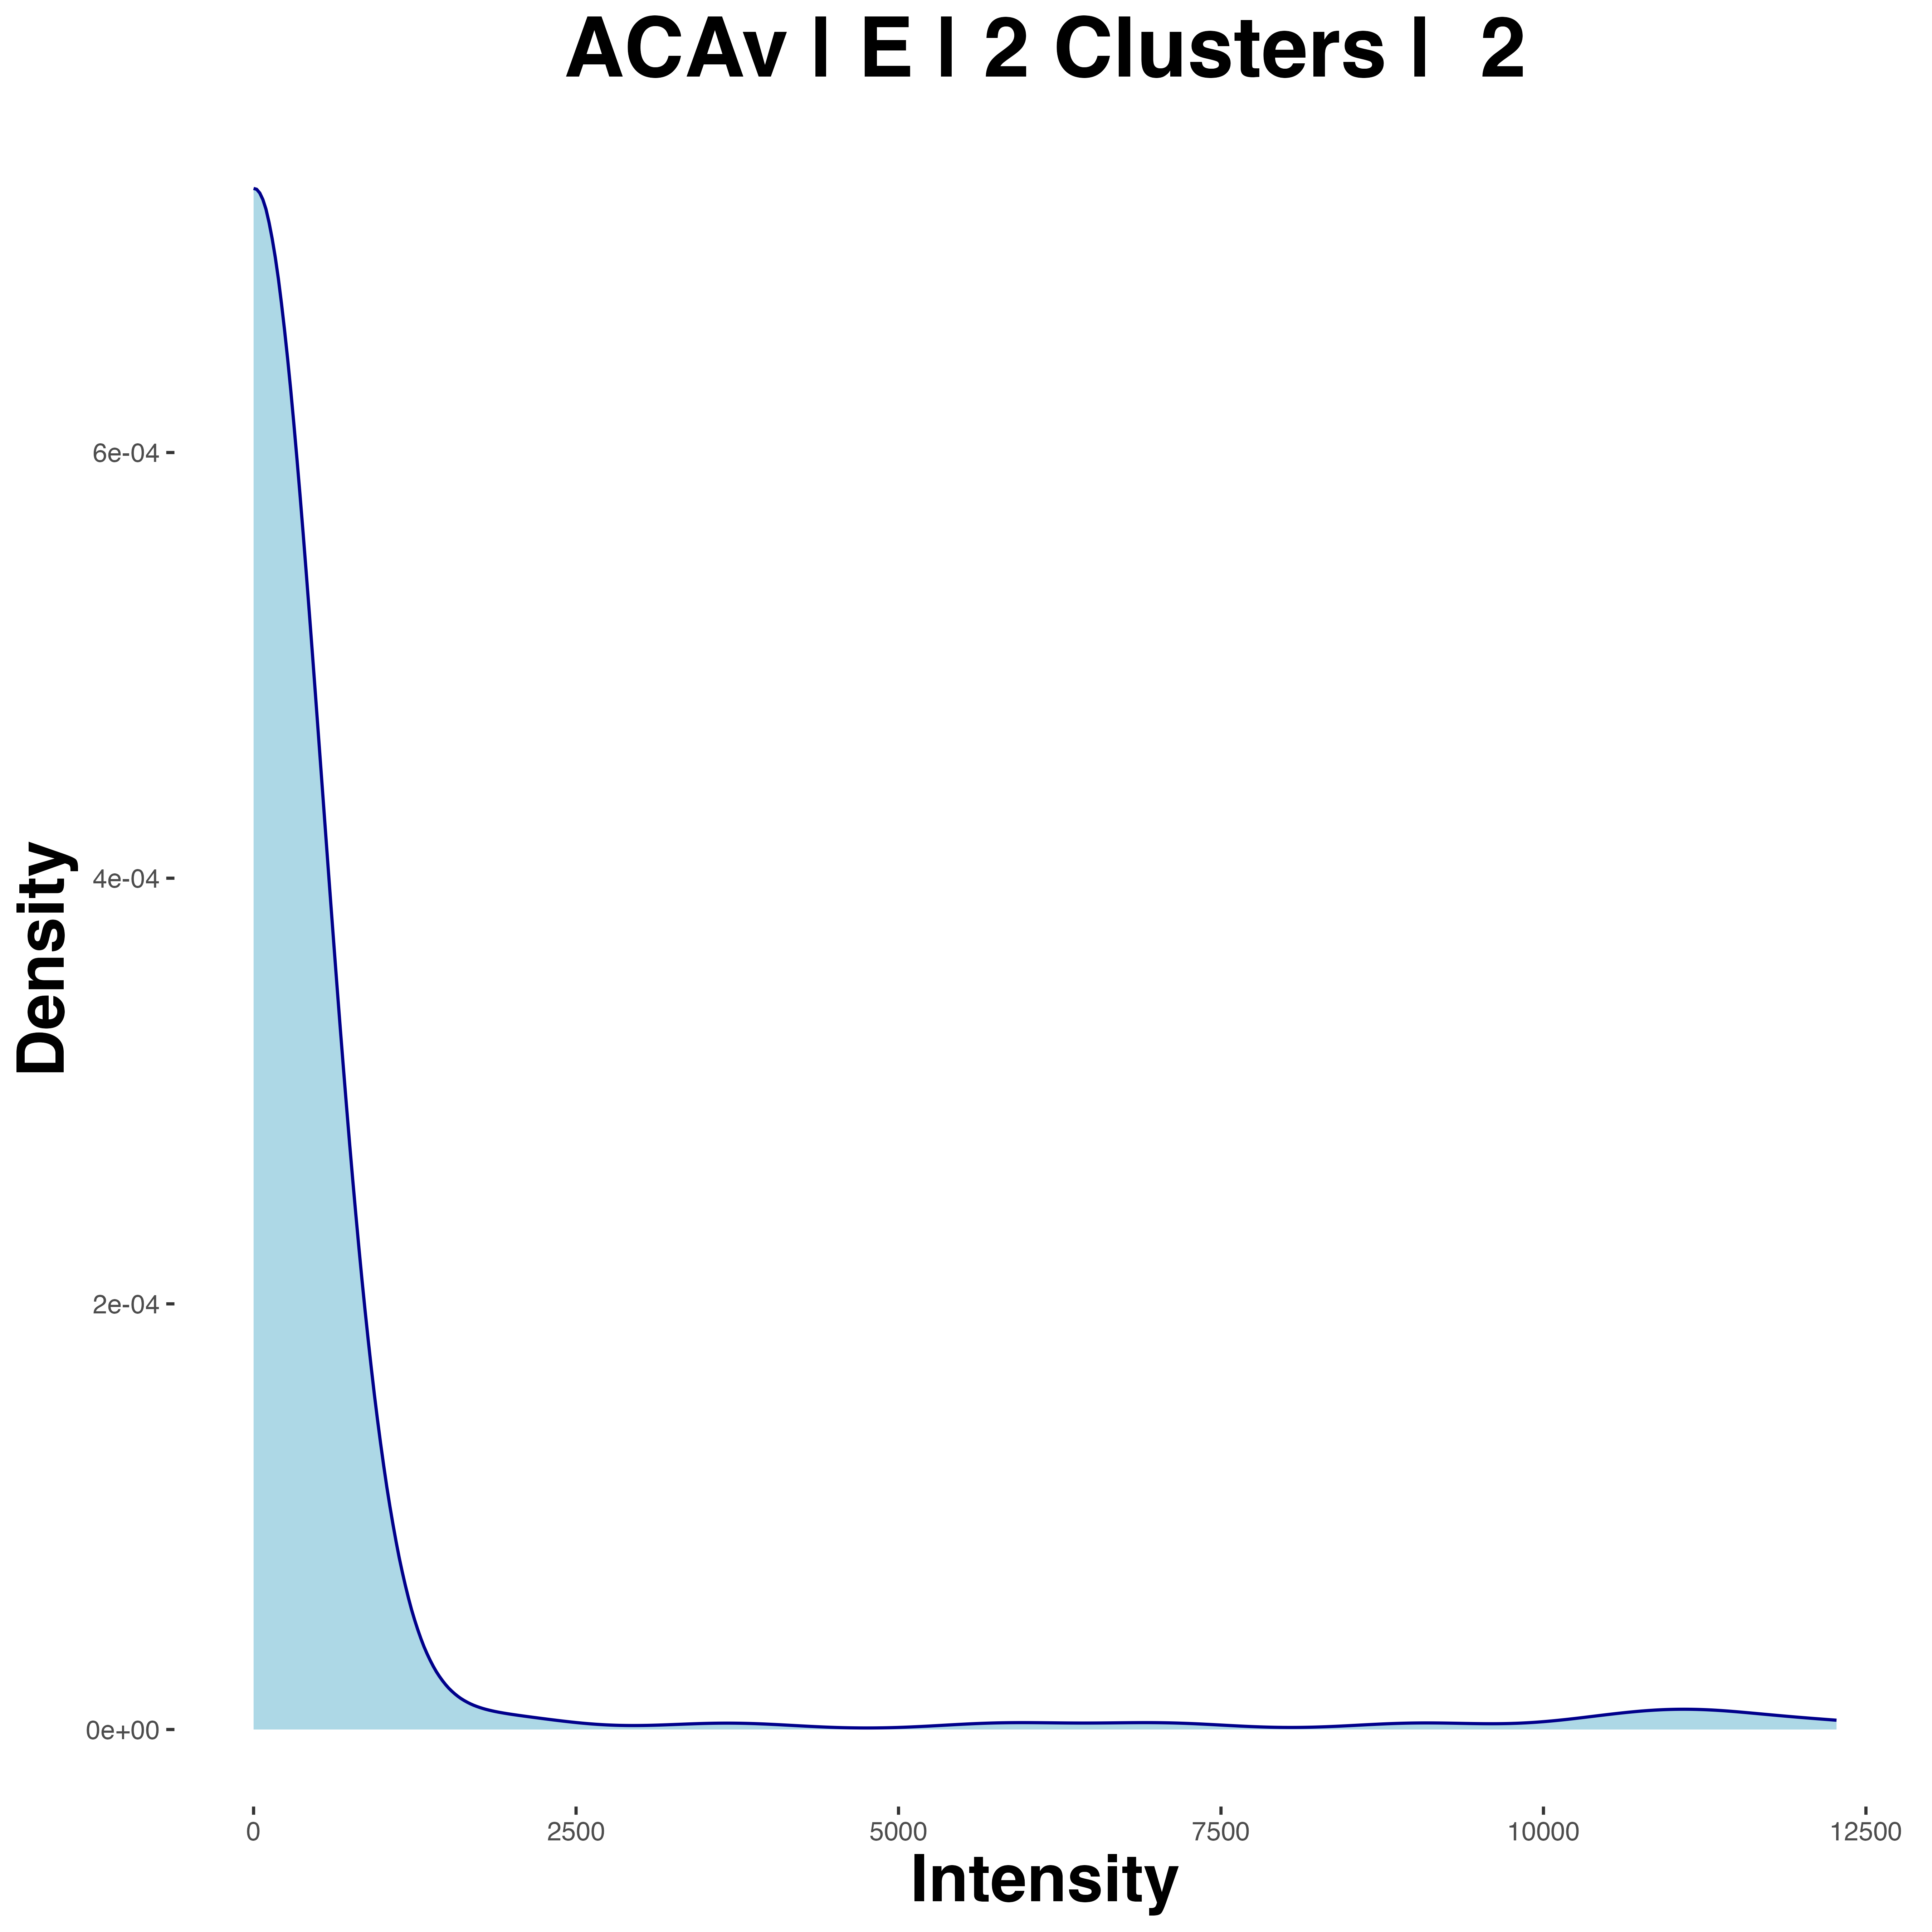 ACAv | E | 2 Clusters |  2
Density
6e-04
4e-04
2e-04
0e+00
0
2500
5000
7500
10000
12500
Intensity